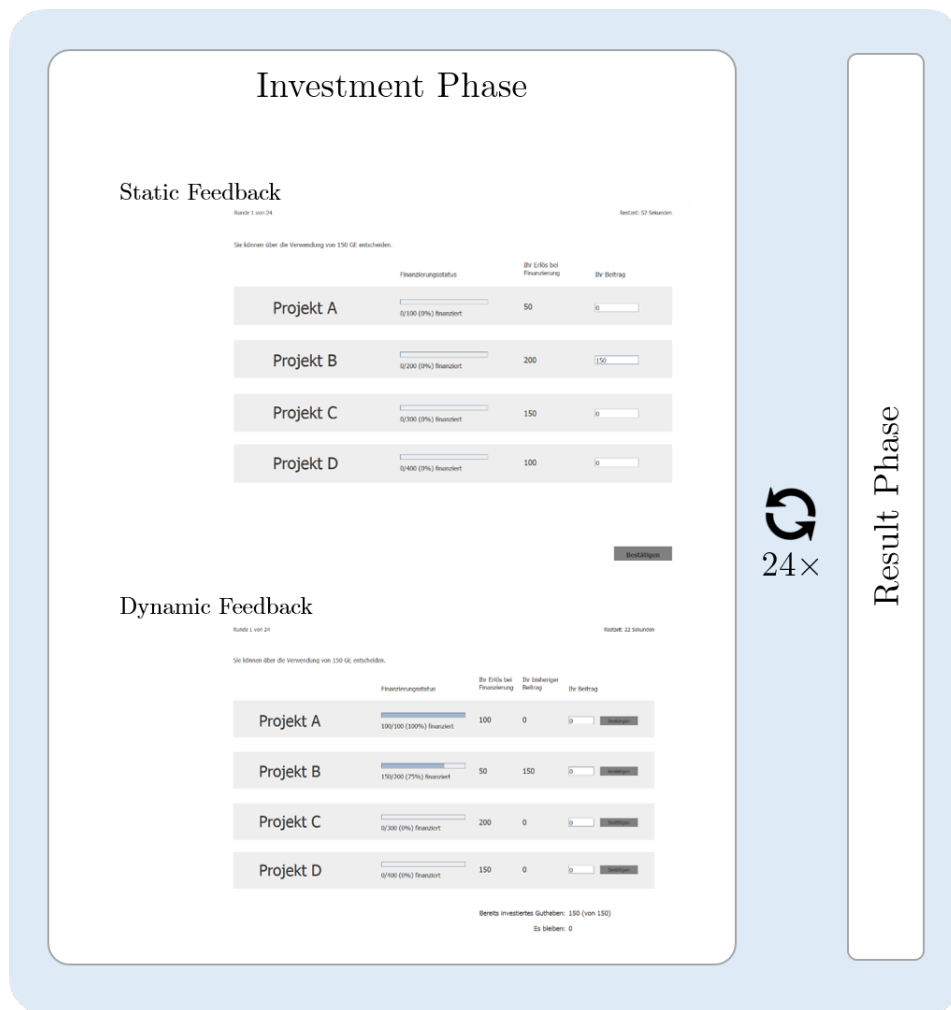 Investment Phase
Static Feedback
Runde 1 von 24 Restzeit: 52 Sekunden
Sie können über die Verwendung von 150 GE entscheiden.
Finanzierungsstatus Ihr Erlös bei Finanzierung Ihr Beitrag
Projekt A 0/100 (0%) finanziert 50 0
Projekt B 0/200 (0%) finanziert 200 150
Projekt C 0/300 (0%) finanziert 150 0
Projekt D 0/400 (0%) finanziert 100 0
Bestätigen
Dynamic Feedback
Runde 1 von 24 Restzeit: 22 Sekunden
Sie können über die Verwendung von 150 GE entscheiden.
Finanzierungsstatus Ihr Erlös bei Finanzierung Ihr bisheriger Beitrag Ihr Beitrag
Projekt A 100/100 (100%) finanziert 100 0 0 Bestätigen
Projekt B 150/200 (75%) finanziert 50 150 0 Bestätigen
Projekt C 0/300 (0%) finanziert 200 0 0 Bestätigen
Projekt D 0/400 (0%) finanziert 150 0 0 Bestätigen
Bereits investiertes Guthaben: 150 (von 150)
Es bleiben: 0
24×
Result Phase